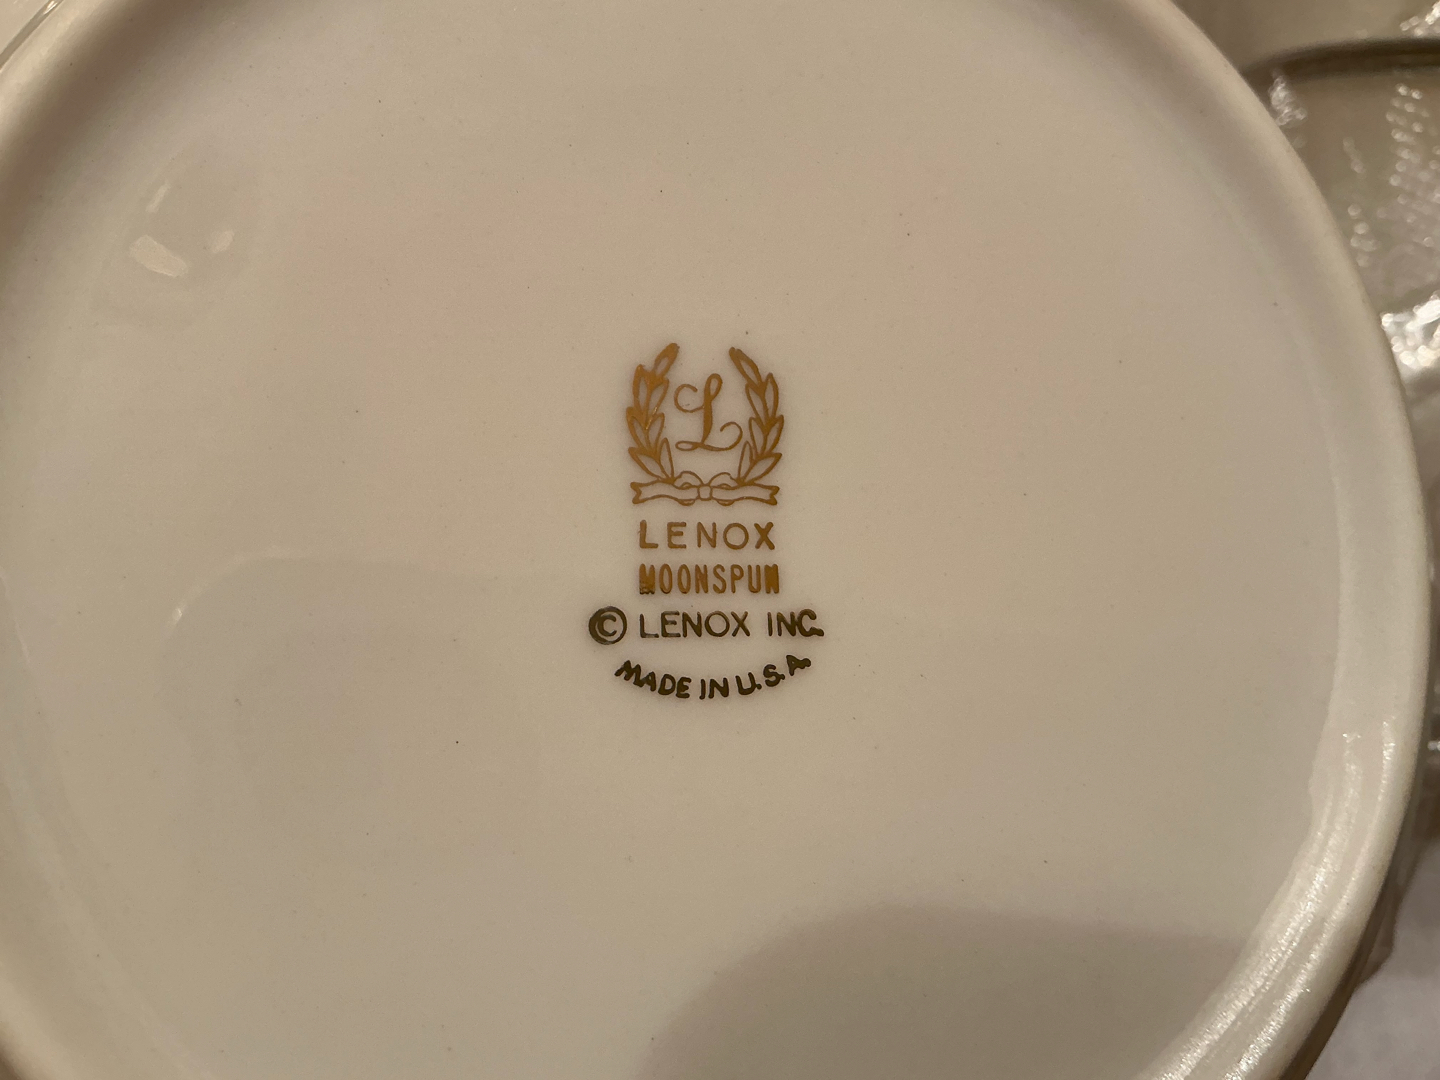 L
LENOX
MOONSPUN
© LENOX INC.
MADE IN U.S.A.